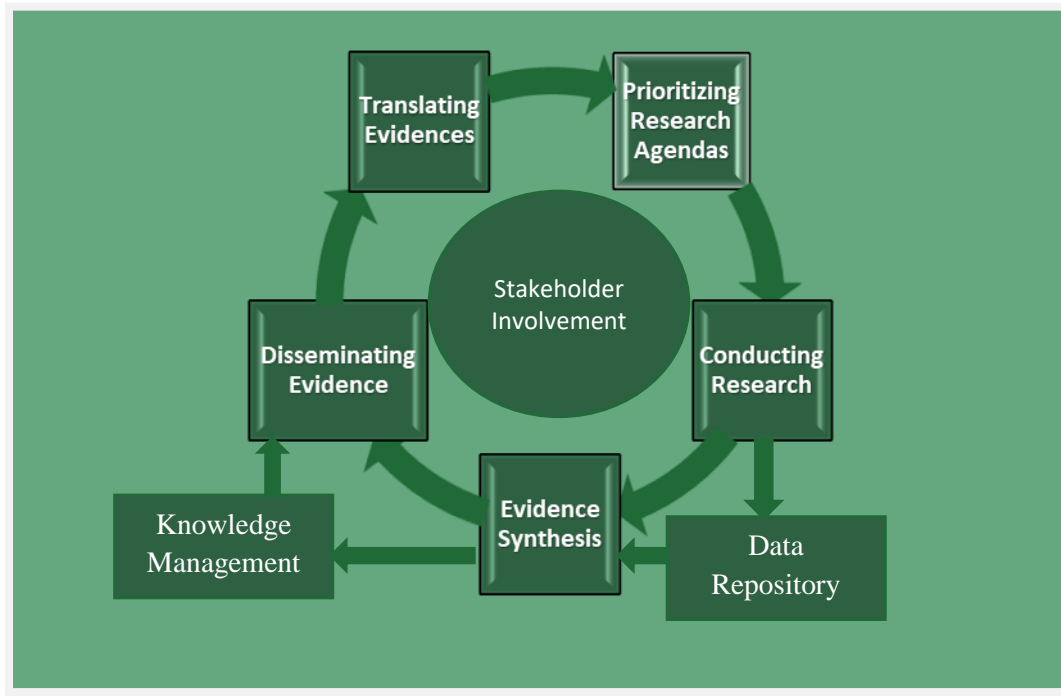 Translating
Evidences
Prioritizing
Research
Agendas
Stakeholder
Involvement
Disseminating
Evidence
Conducting
Research
Evidence
Synthesis
Knowledge
Management
Data
Repository